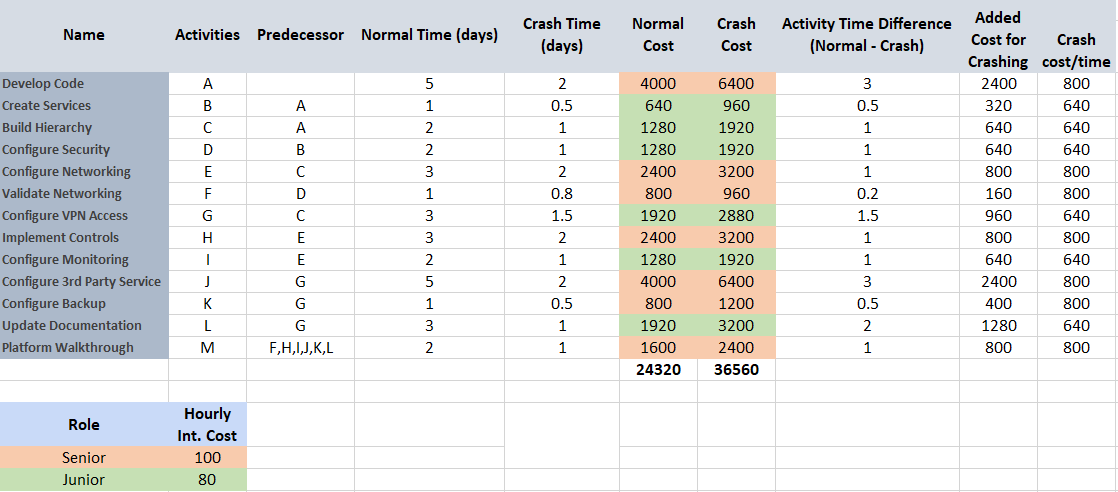 Name Activities Predecessor Normal Time (days) Crash Time (days) Normal Cost Crash Cost Activity Time Difference (Normal - Crash) Added Cost for Crashing Crash cost/time
Develop Code A 5 2 4000 6400 3 2400 800
Create Services B A 1 0.5 640 960 0.5 320 640
Build Hierarchy C A 2 1 1280 1920 1 640 640
Configure Security D B 2 1 1280 1920 1 640 640
Configure Networking E C 3 2 2400 3200 1 800 800
Validate Networking F D 1 0.8 800 960 0.2 160 800
Configure VPN Access G C 3 1.5 1920 2880 1.5 960 640
Implement Controls H E 3 2 2400 3200 1 800 800
Configure Monitoring I E 2 1 1280 1920 1 640 640
Configure 3rd Party Service J G 5 2 4000 6400 3 2400 800
Configure Backup K G 1 0.5 800 1200 0.5 400 800
Update Documentation L G 3 1 1920 3200 2 1280 640
Platform Walkthrough M F,H,I,J,K,L 2 1 1600 2400 1 800 800
24320 36560
Role Hourly Int. Cost
Senior 100
Junior 80